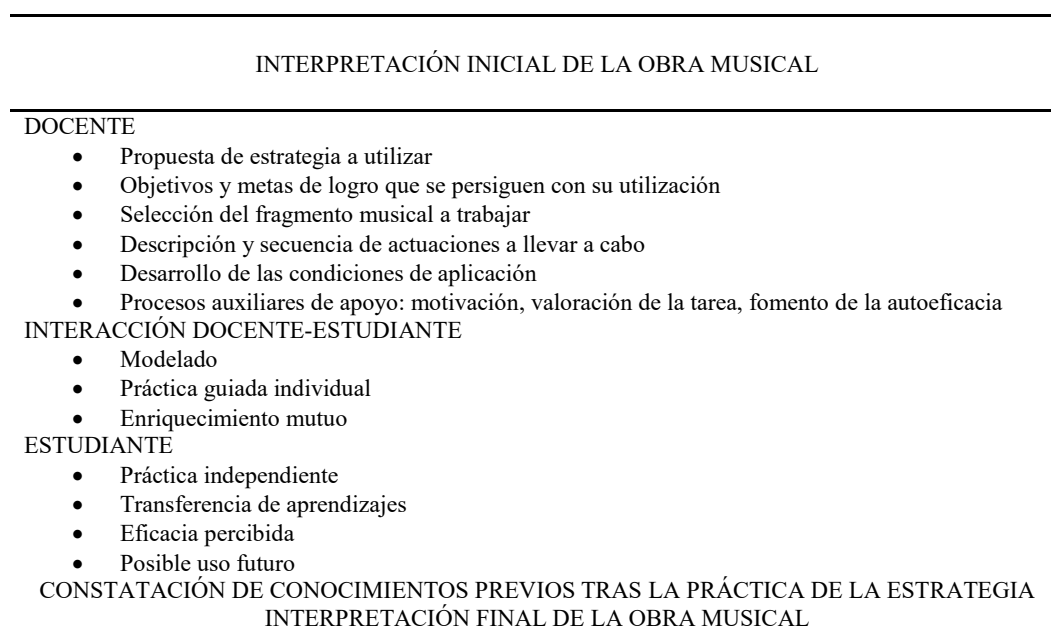 INTERPRETACIÓN INICIAL DE LA OBRA MUSICAL
DOCENTE
• Propuesta de estrategia a utilizar
• Objetivos y metas de logro que se persiguen con su utilización
• Selección del fragmento musical a trabajar
• Descripción y secuencia de actuaciones a llevar a cabo
• Desarrollo de las condiciones de aplicación
• Procesos auxiliares de apoyo: motivación, valoración de la tarea, fomento de la autoeficacia
INTERACCIÓN DOCENTE-ESTUDIANTE
• Modelado
• Práctica guiada individual
• Enriquecimiento mutuo
ESTUDIANTE
• Práctica independiente
• Transferencia de aprendizajes
• Eficacia percibida
• Posible uso futuro
CONSTATACIÓN DE CONOCIMIENTOS PREVIOS TRAS LA PRÁCTICA DE LA ESTRATEGIA
INTERPRETACIÓN FINAL DE LA OBRA MUSICAL